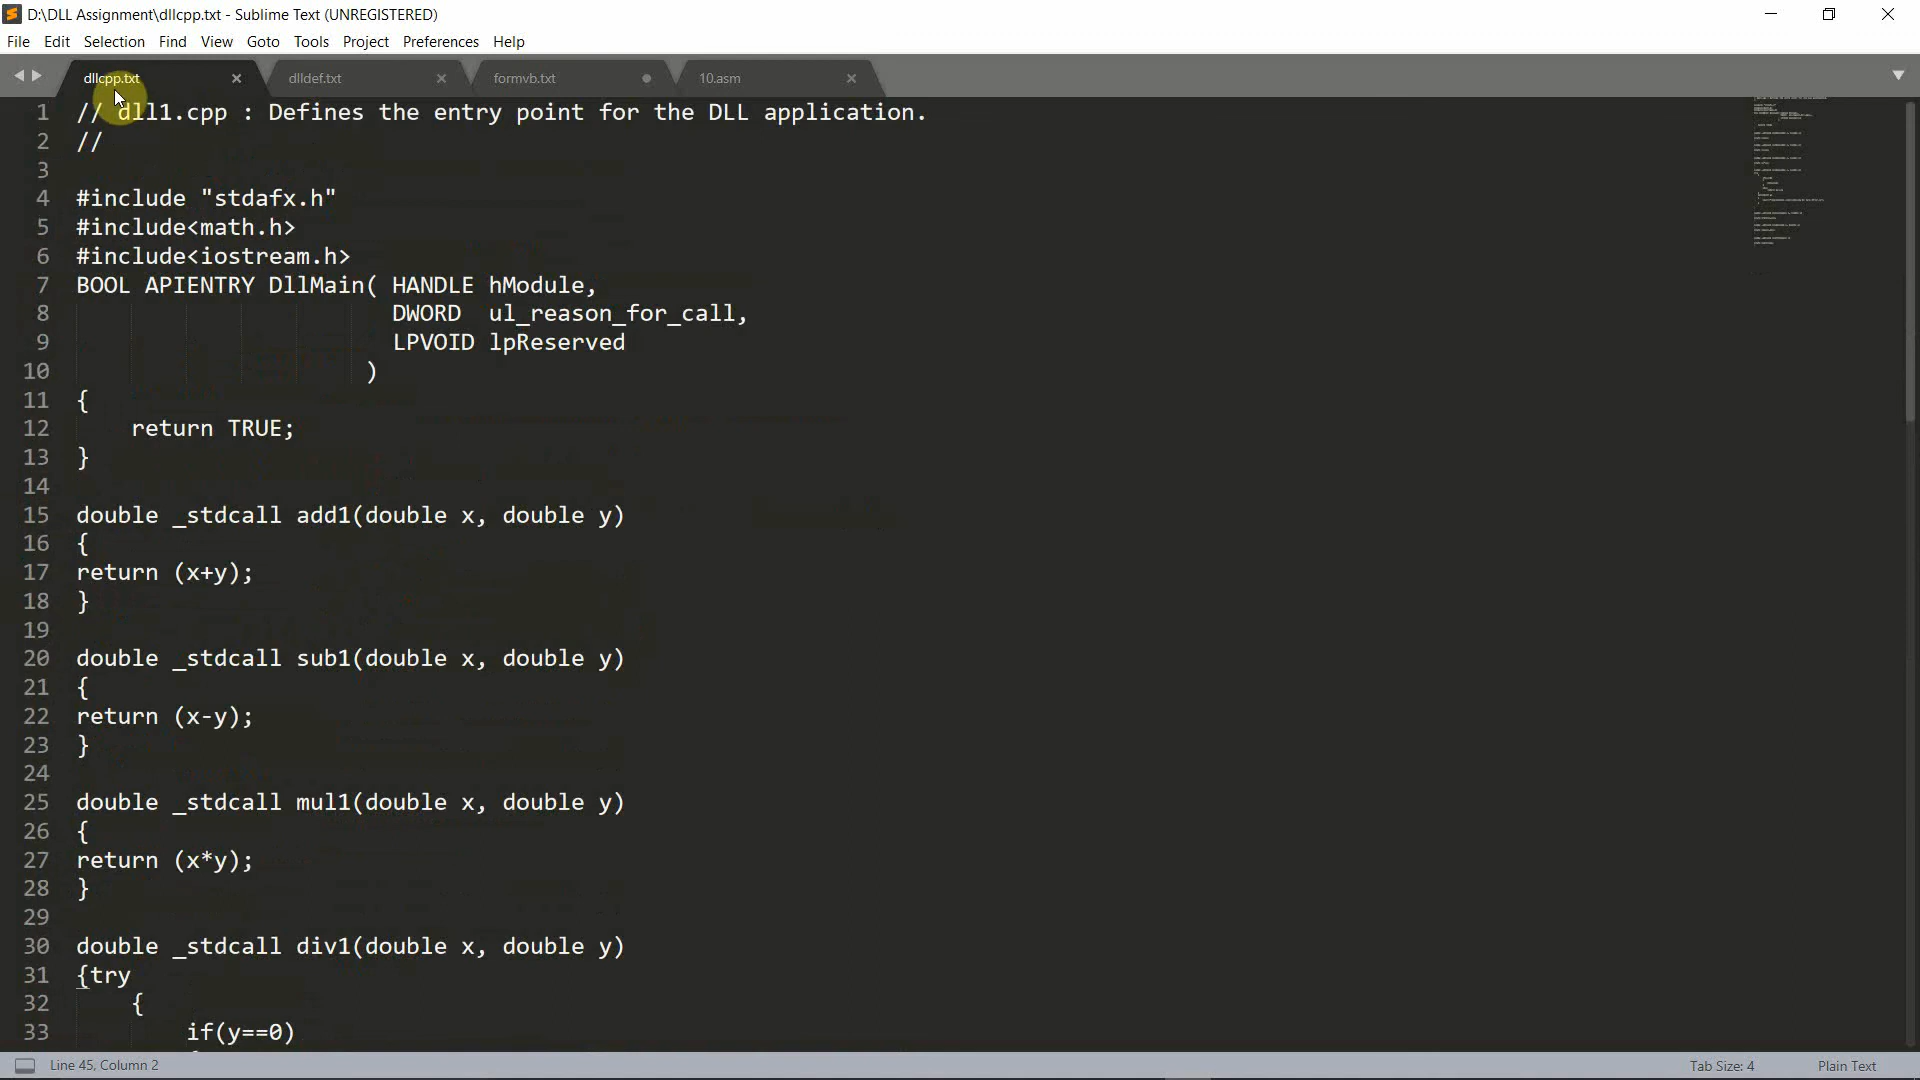 D:\DLL Assignment\dllcpp.txt - Sublime Text (UNREGISTERED)
File Edit Selection Find View Goto Tools Project Preferences Help
dllcpp.txt dlldef.txt formvb.txt 10.asm
1 // dll1.cpp : Defines the entry point for the DLL application.
2 //
3
4 #include "stdafx.h"
5 #include<math.h>
6 #include<iostream.h>
7 BOOL APIENTRY DllMain( HANDLE hModule,
8 DWORD  ul_reason_for_call,
9 LPVOID lpReserved
10 )
11 {
12 return TRUE;
13 }
14
15 double _stdcall add1(double x, double y)
16 {
17 return (x+y);
18 }
19
20 double _stdcall sub1(double x, double y)
21 {
22 return (x-y);
23 }
24
25 double _stdcall mul1(double x, double y)
26 {
27 return (x*y);
28 }
29
30 double _stdcall div1(double x, double y)
31 {try
32 {
33 if(y==0)
Line 45, Column 2 Tab Size: 4 Plain Text